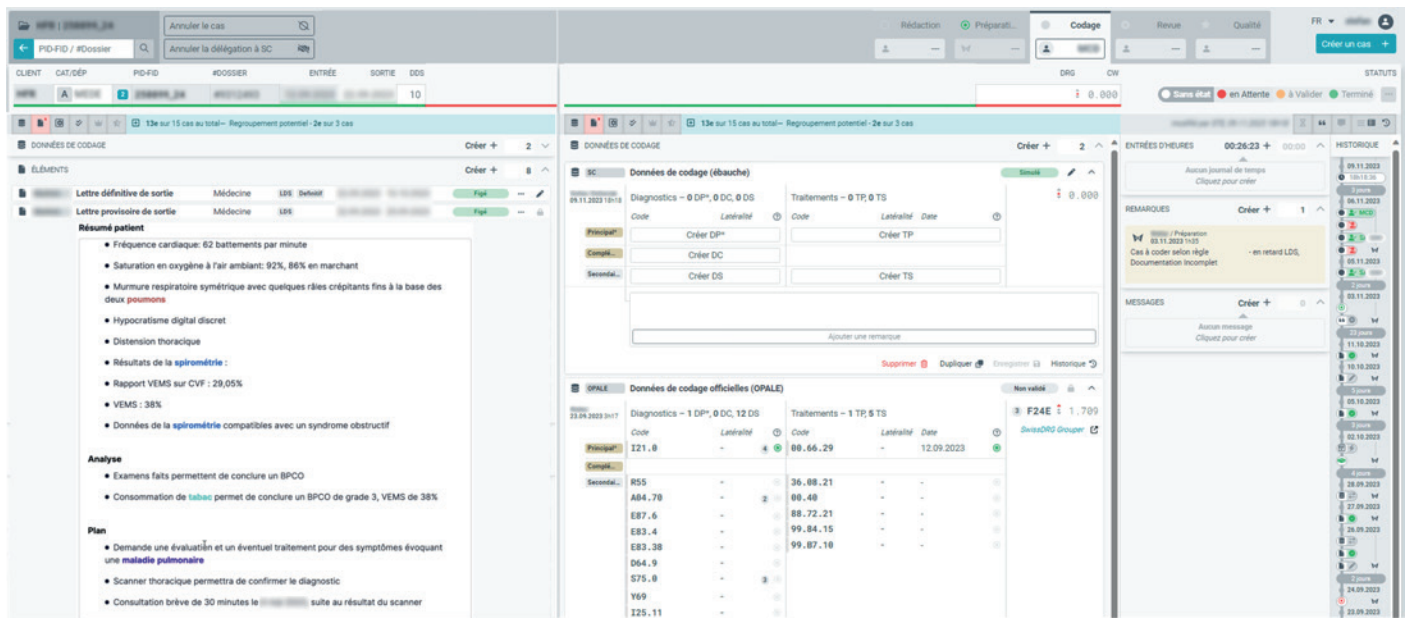 Annuler le cas
Rédaction
Préparati...
Codage
Revue
Qualité
FR
PID-FID / #Dossier
Annuler la délégation à SC
Créer un cas +
CLIENT CAT/DÉP PID-FID #DOSSIER ENTRÉE SORTIE DDS
DRG CW
STATUTS
A
2
10
0.000
Sans état en Attente à Valider Terminé
13e sur 15 cas au total– Regroupement potentiel - 2e sur 3 cas
DONNÉES DE CODAGE Créer + 2
ÉLÉMENTS Créer + 8
Lettre définitive de sortie Médecine LDS Definitif Figé
Lettre provisoire de sortie Médecine LDS Figé
Résumé patient
• Fréquence cardiaque: 62 battements par minute
• Saturation en oxygène à l'air ambiant: 92%, 86% en marchant
• Murmure respiratoire symétrique avec quelques râles crépitants fins à la base des
deux poumons
• Hypocratisme digital discret
• Distension thoracique
• Résultats de la spirométrie :
• Rapport VEMS sur CVF : 29,05%
• VEMS : 38%
• Données de la spirométrie compatibles avec un syndrome obstructif
Analyse
• Examens faits permettent de conclure un BPCO
• Consommation de tabac permet de conclure un BPCO de grade 3, VEMS de 38%
Plan
• Demande une évaluation et un éventuel traitement pour des symptômes évoquant
une maladie pulmonaire
• Scanner thoracique permettra de confirmer le diagnostic
• Consultation brève de 30 minutes le suite au résultat du scanner
13e sur 15 cas au total– Regroupement potentiel - 2e sur 3 cas
DONNÉES DE CODAGE Créer + 2
SC Données de codage (ébauche) Simulé
09.11.2023 18h18
Diagnostics – 0 DP*, 0 DC, 0 DS Traitements – 0 TP, 0 TS
0.000
Code Latéralité Code Latéralité Date
Principal* Créer DP* Créer TP
Complé... Créer DC
Secondai... Créer DS Créer TS
Ajouter une remarque
Supprimer Dupliquer Enregistrer Historique
OPALE Données de codage officielles (OPALE) Non validé
23.09.2023 3h17
Diagnostics – 1 DP*, 0 DC, 12 DS Traitements – 1 TP, 5 TS
3 F24E 1.709
SwissDRG Grouper
Code Latéralité Code Latéralité Date
Principal* I21.0 - 4 00.66.29 - 12.09.2023
Complé...
Secondai... R55 - 36.08.21 - -
A04.70 - 2 00.40 - -
E87.6 - 88.72.21 - -
E83.4 - 99.84.15 - -
E83.38 - 99.87.10 - -
D64.9 -
S75.0 - 3
Y69 -
I25.11 -
ENTRÉES D'HEURES 00:26:23 + 00:00
Aucun journal de temps
Cliquez pour créer
REMARQUES Créer + 1
/ Préparation
03.11.2023 1h35
Cas à coder selon règle - en retard LDS,
Documentation Incomplet
MESSAGES Créer + 0
Aucun message
Cliquez pour créer
HISTORIQUE
09.11.2023
18h18:36
3 jours
06.11.2023
MCD
05.11.2023
2 jours
03.11.2023
23 jours
11.10.2023
10.10.2023
5 jours
05.10.2023
3 jours
02.10.2023
4 jours
28.09.2023
27.09.2023
26.09.2023
2 jours
24.09.2023
23.09.2023